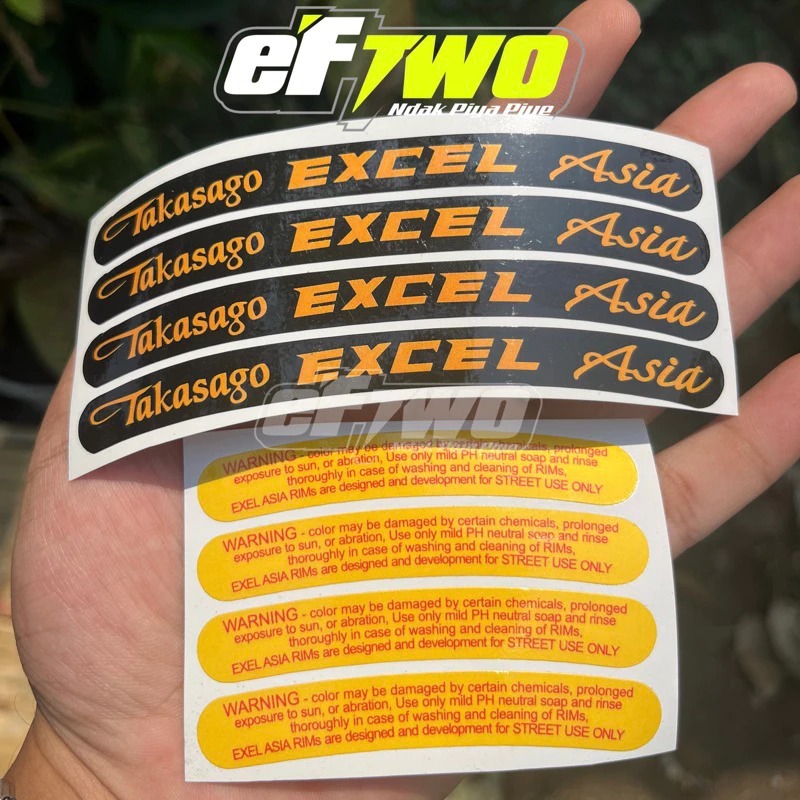 eFTWO
Ndak Piya Piye
Takasago EXCEL Asia
Takasago EXCEL Asia
Takasago EXCEL Asia
Takasago EXCEL Asia
eFTWO
WARNING - color may be damaged by certain chemicals, prolonged
exposure to sun, or abration, Use only mild PH neutral soap and rinse
thoroughly in case of washing and cleaning of RIMs,
EXEL ASIA RIMs are designed and development for STREET USE ONLY
WARNING - color may be damaged by certain chemicals, prolonged
exposure to sun, or abration, Use only mild PH neutral soap and rinse
thoroughly in case of washing and cleaning of RIMs,
EXEL ASIA RIMs are designed and development for STREET USE ONLY
WARNING - color may be damaged by certain chemicals, prolonged
exposure to sun, or abration, Use only mild PH neutral soap and rinse
thoroughly in case of washing and cleaning of RIMs,
EXEL ASIA RIMs are designed and development for STREET USE ONLY
WARNING - color may be damaged by certain chemicals, prolonged
exposure to sun, or abration, Use only mild PH neutral soap and rinse
thoroughly in case of washing and cleaning of RIMs,
EXEL ASIA RIMs are designed and development for STREET USE ONLY